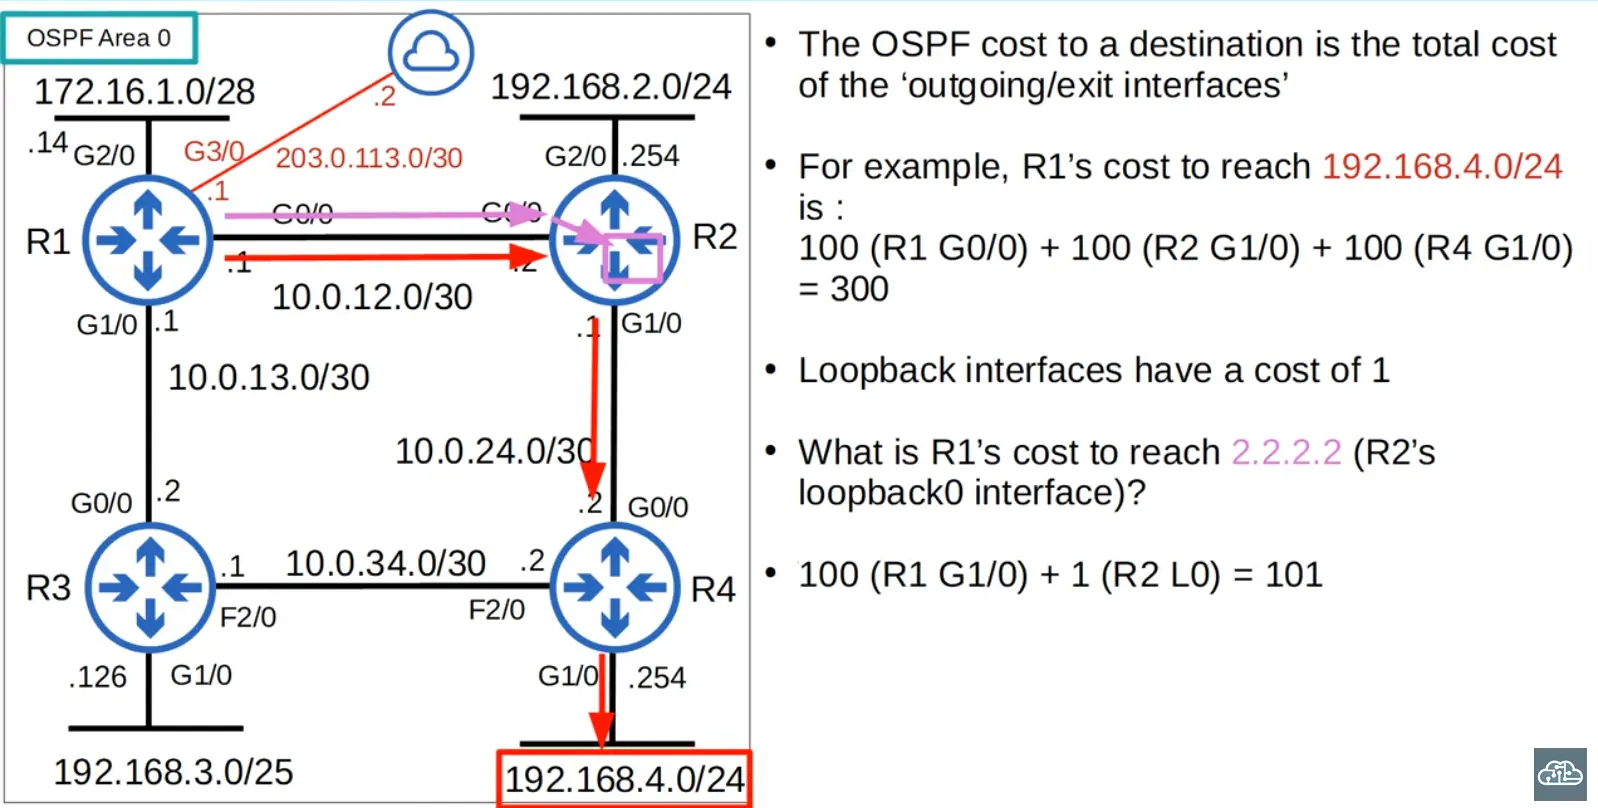 OSPF Area 0
172.16.1.0/28
192.168.2.0/24
.2
.14
G2/0
G3/0
203.0.113.0/30
G2/0
.254
.1
G0/0
G0/0
R1
R2
.1
.2
10.0.12.0/30
G1/0
.1
.1
G1/0
10.0.13.0/30
10.0.24.0/30
.2
G0/0
.2
G0/0
R3
.1
10.0.34.0/30
.2
R4
F2/0
F2/0
.126
G1/0
G1/0
.254
192.168.3.0/25
192.168.4.0/24
• The OSPF cost to a destination is the total cost
of the ‘outgoing/exit interfaces’
• For example, R1’s cost to reach 192.168.4.0/24
is :
100 (R1 G0/0) + 100 (R2 G1/0) + 100 (R4 G1/0)
= 300
• Loopback interfaces have a cost of 1
• What is R1’s cost to reach 2.2.2.2 (R2’s
loopback0 interface)?
• 100 (R1 G1/0) + 1 (R2 L0) = 101